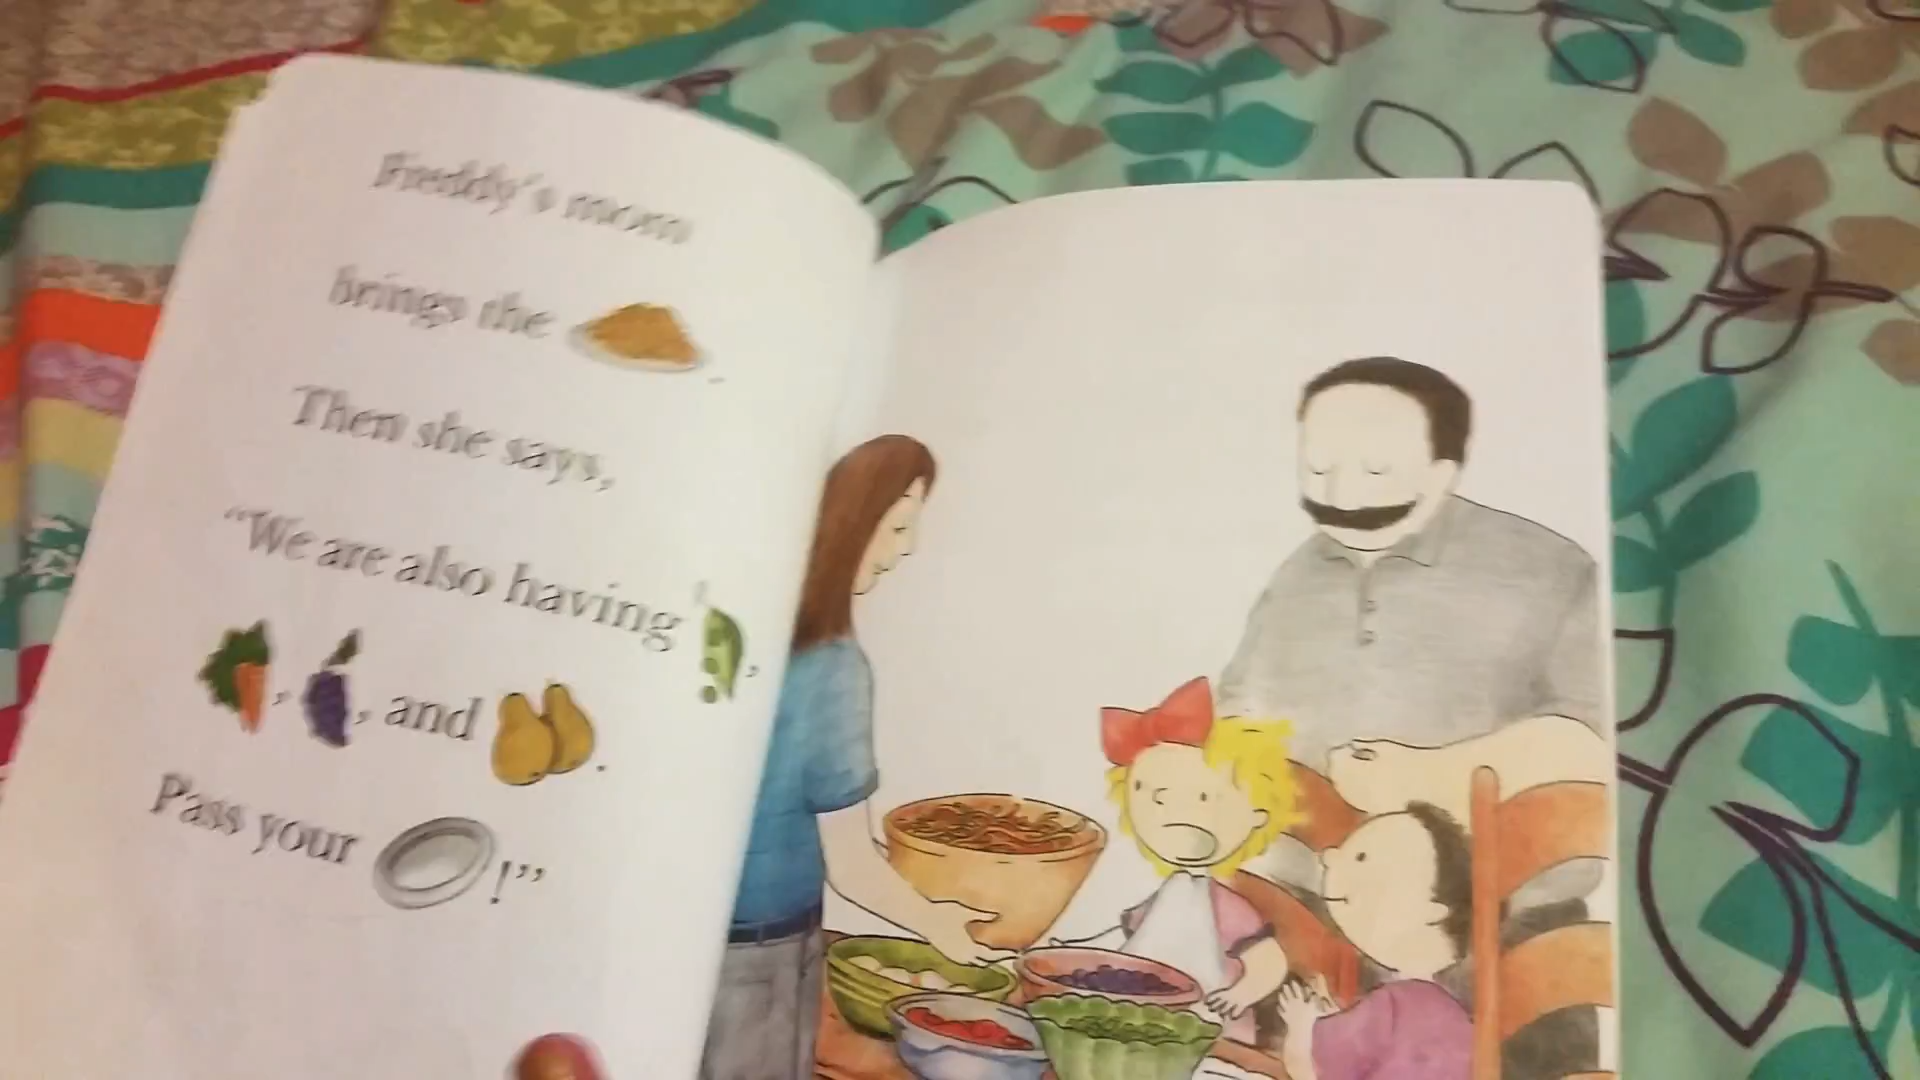 Freddy's mom
brings the .
Then she says,
"We are also having ,
, , and .
Pass your !"